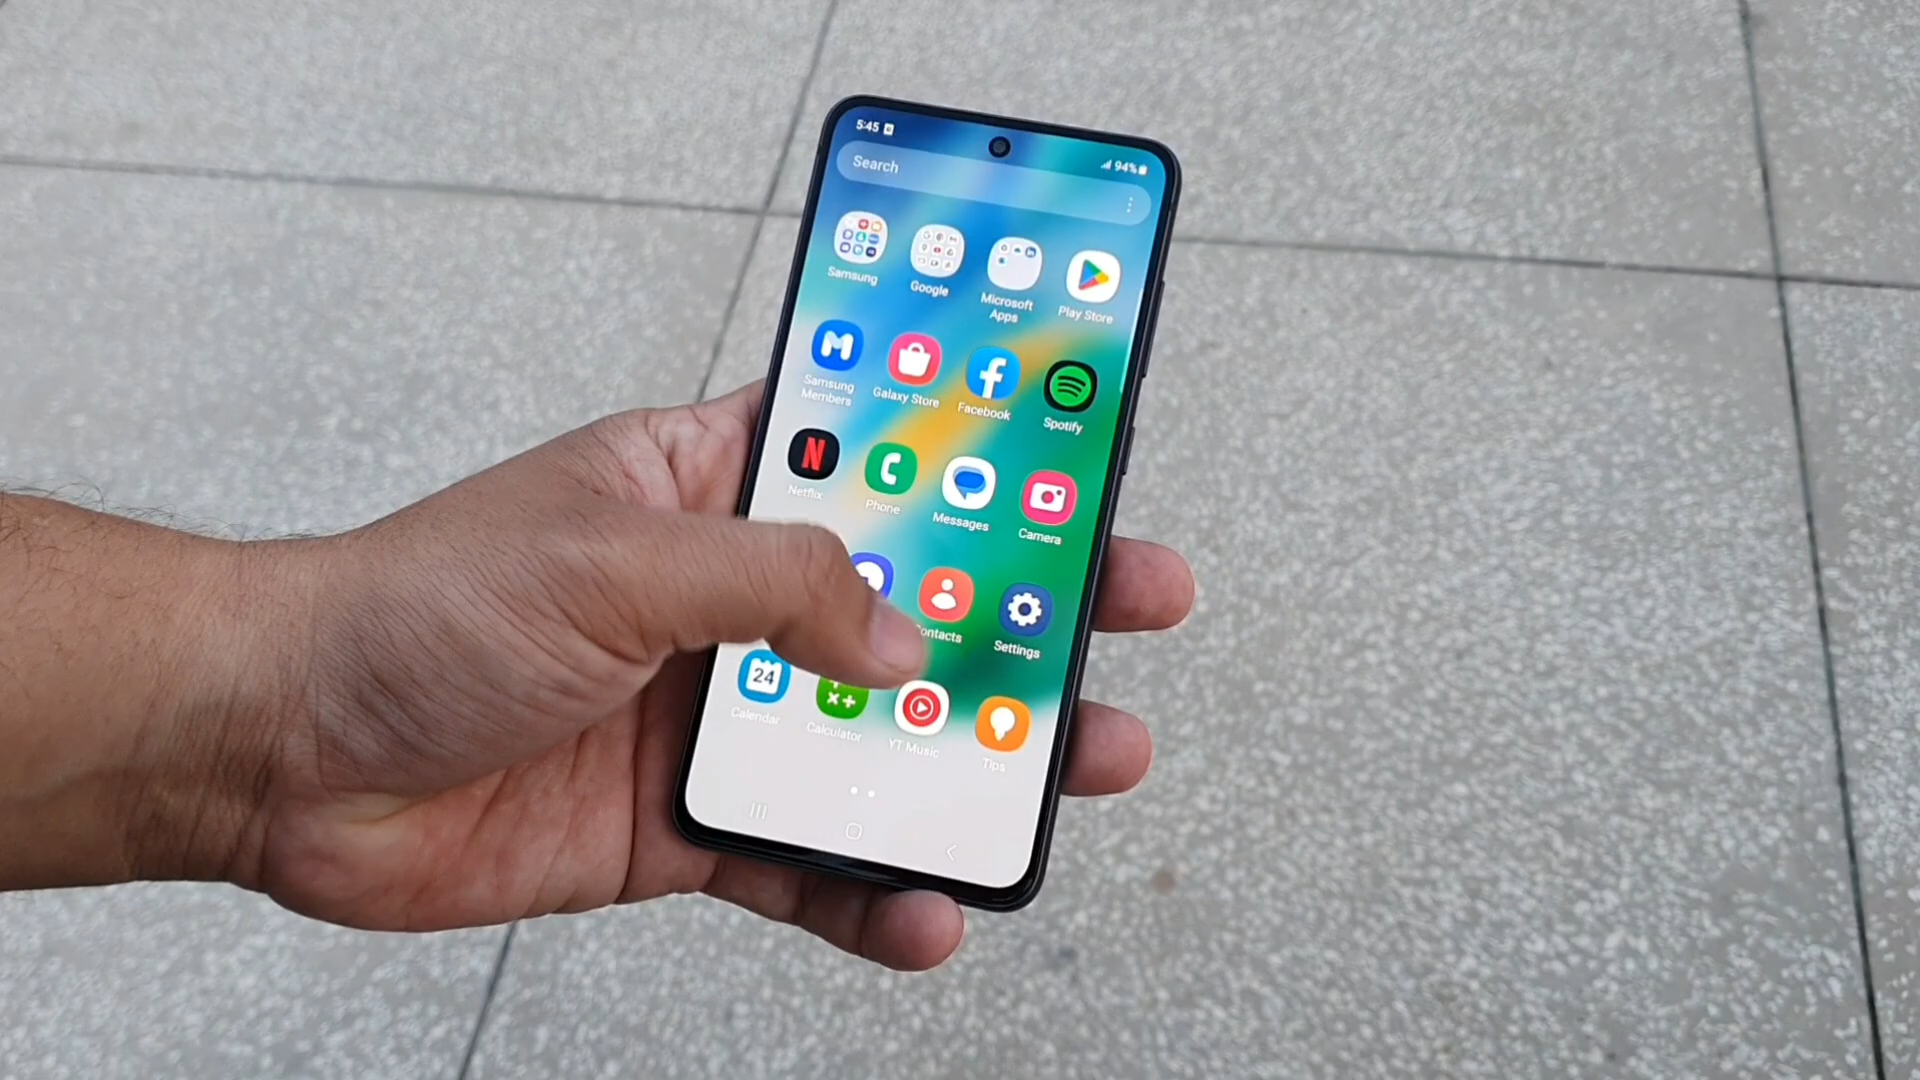 5:45
94%
Search
Samsung
Google
Microsoft
Apps
Play Store
Samsung
Members
Galaxy Store
Facebook
Spotify
N
Netflix
Phone
Messages
Camera
ontacts
Settings
24
Calendar
Calculator
YT Music
Tips